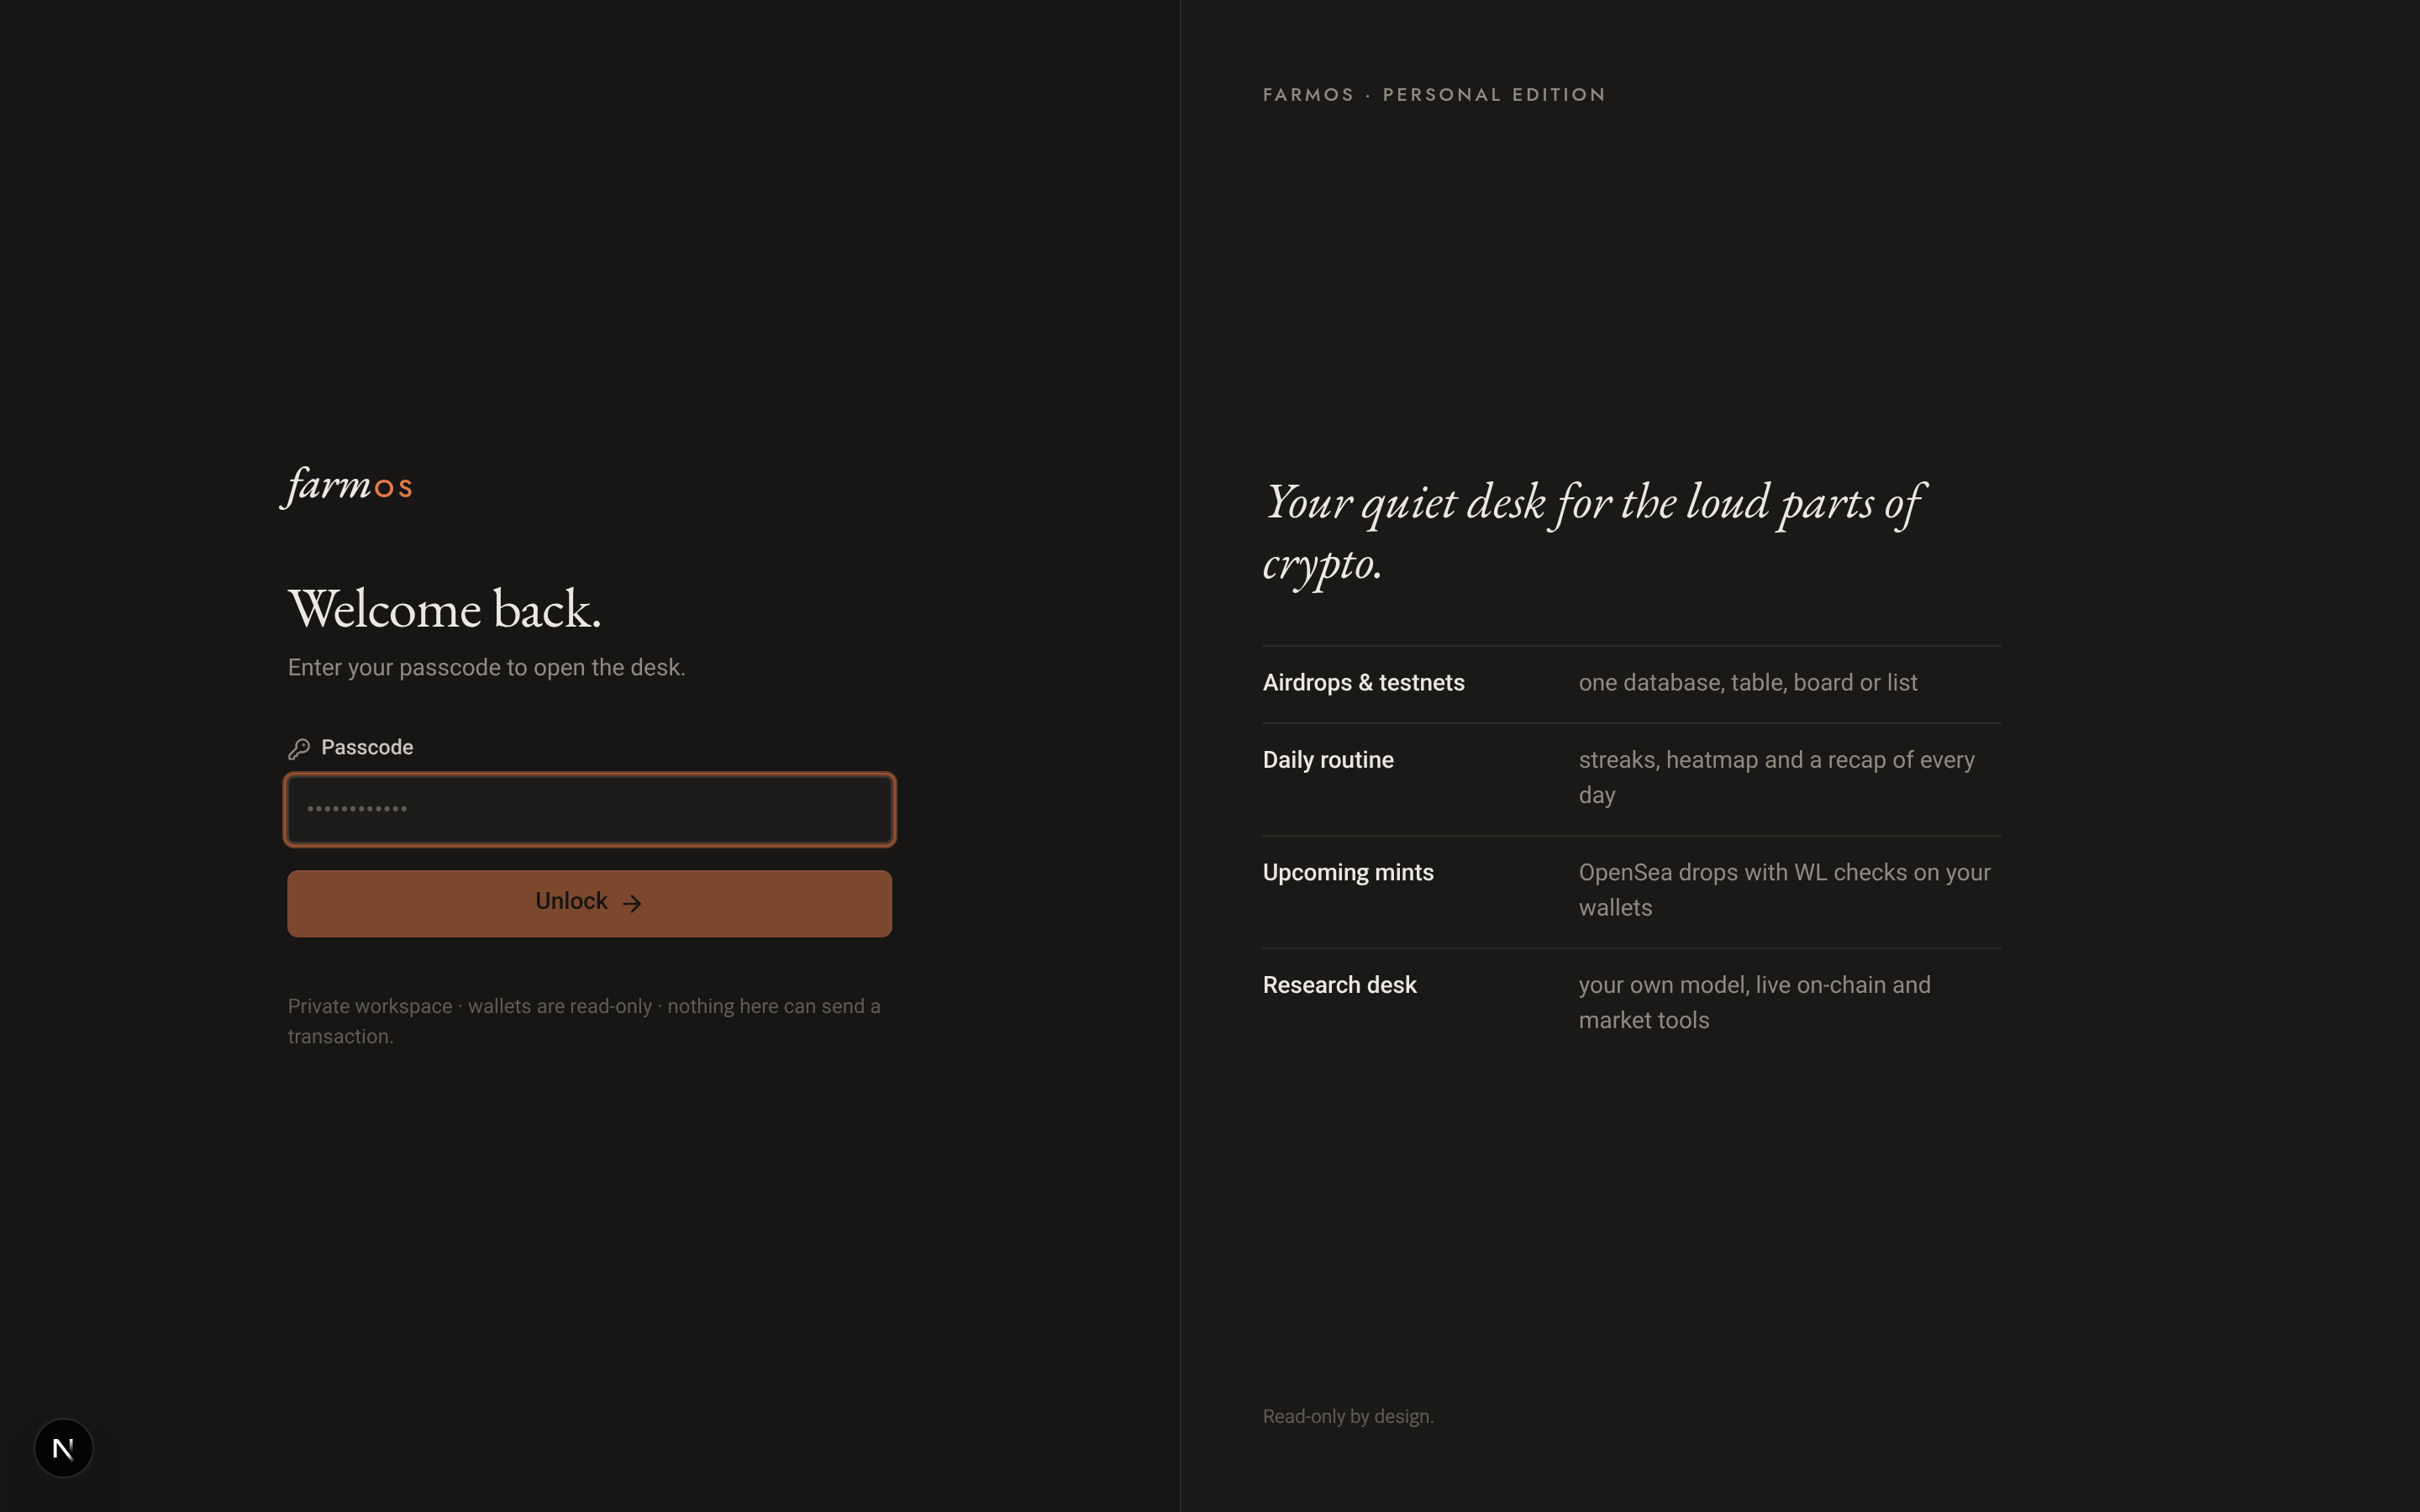 farmos
Welcome back.
Enter your passcode to open the desk.
Passcode
••••••••••••
Unlock →
Private workspace · wallets are read-only · nothing here can send a
transaction.
N
FARMOS · PERSONAL EDITION
Your quiet desk for the loud parts of
crypto.
Airdrops & testnets one database, table, board or list
Daily routine streaks, heatmap and a recap of every
day
Upcoming mints OpenSea drops with WL checks on your
wallets
Research desk your own model, live on-chain and
market tools
Read-only by design.